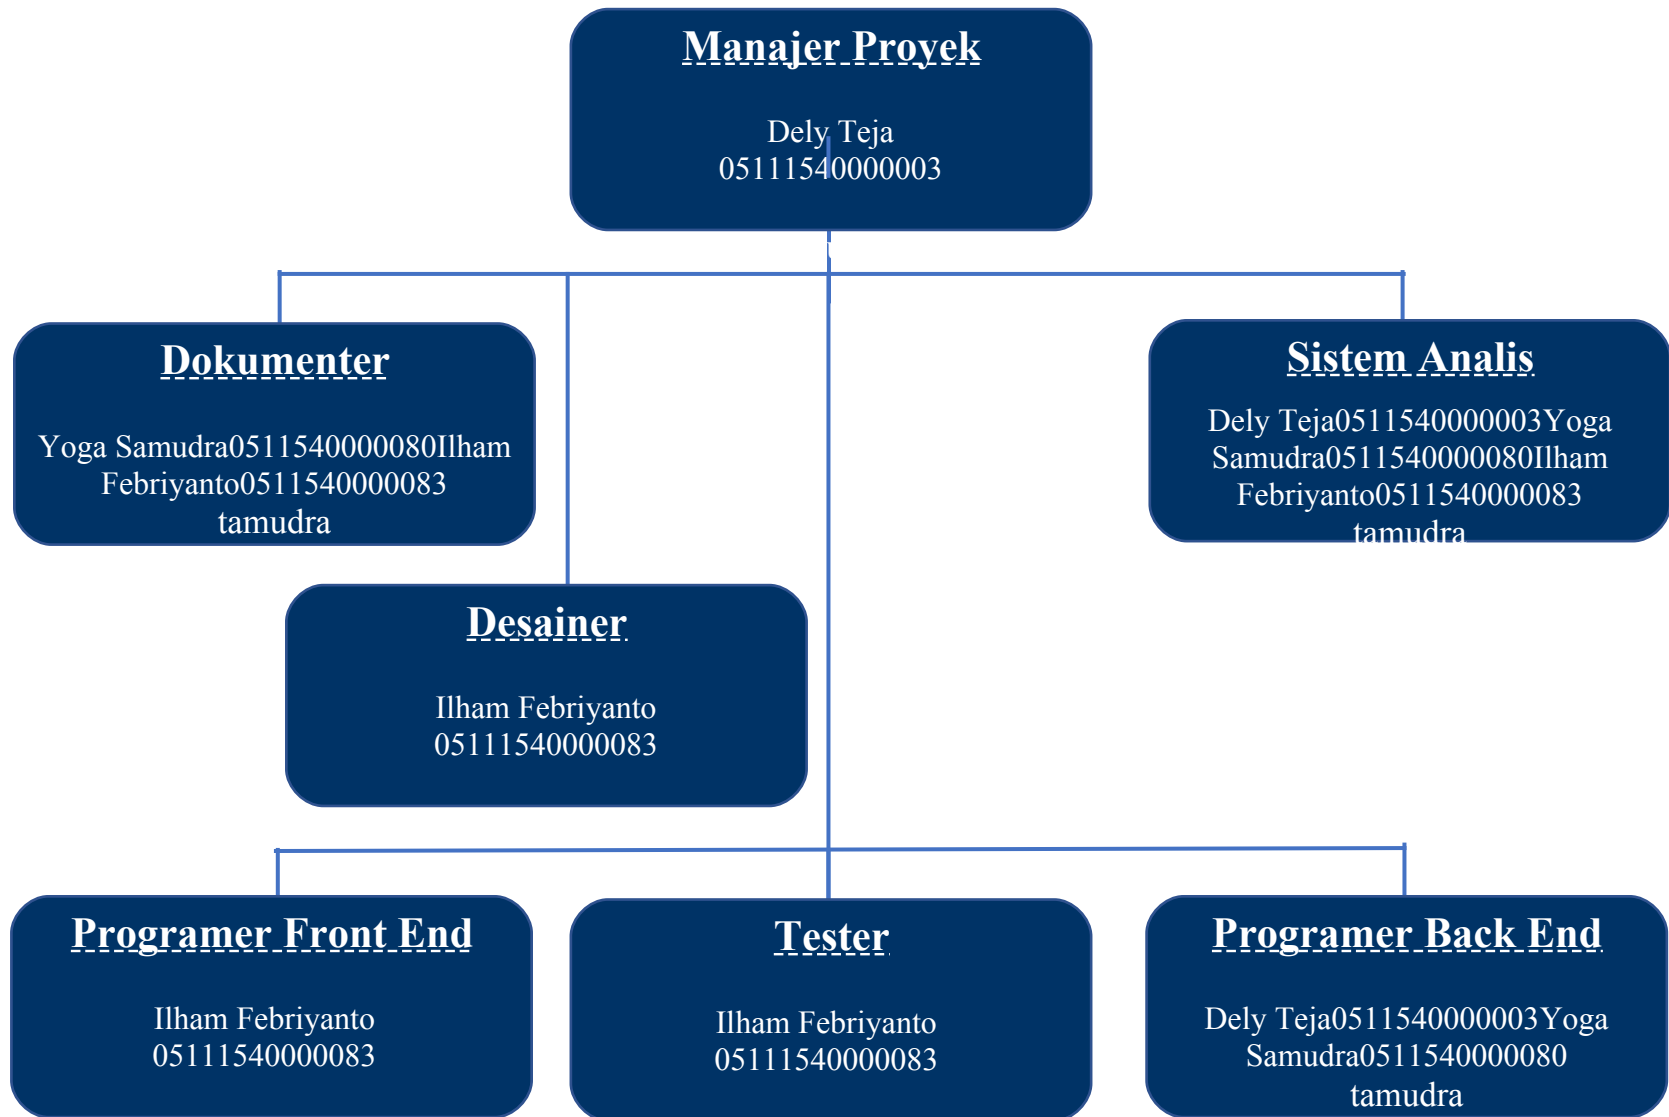 Manajer Proyek
Dely Teja
05111540000003
Dokumenter
Yoga Samudra0511540000080Ilham
Febriyanto0511540000083
tamudra
Sistem Analis
Dely Teja0511540000003Yoga
Samudra0511540000080Ilham
Febriyanto0511540000083
tamudra
Desainer
Ilham Febriyanto
05111540000083
Programer Front End
Ilham Febriyanto
05111540000083
Tester
Ilham Febriyanto
05111540000083
Programer Back End
Dely Teja0511540000003Yoga
Samudra0511540000080
tamudra